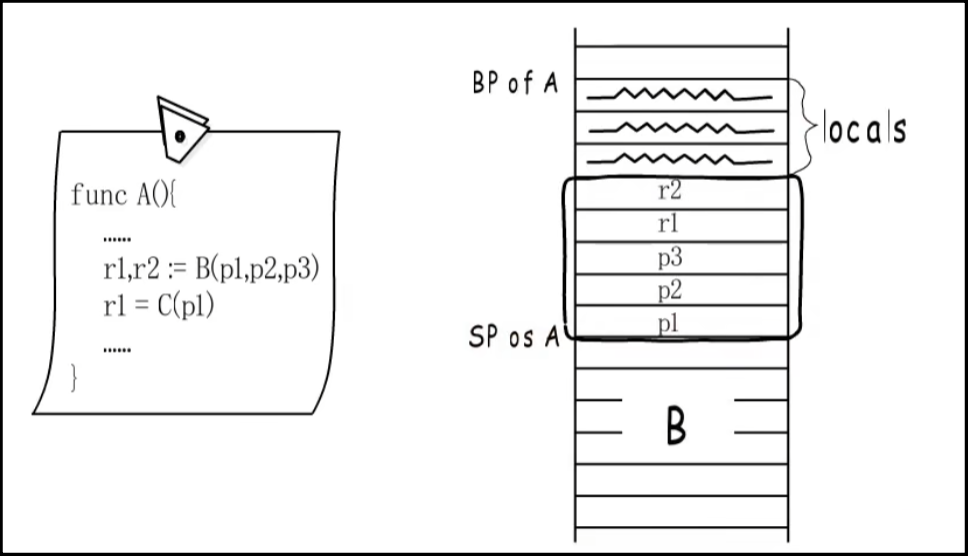 func A(){
......
r1,r2 := B(p1,p2,p3)
r1 = C(p1)
......
}
BP of A
locals
r2
r1
p3
p2
p1
SP os A
B